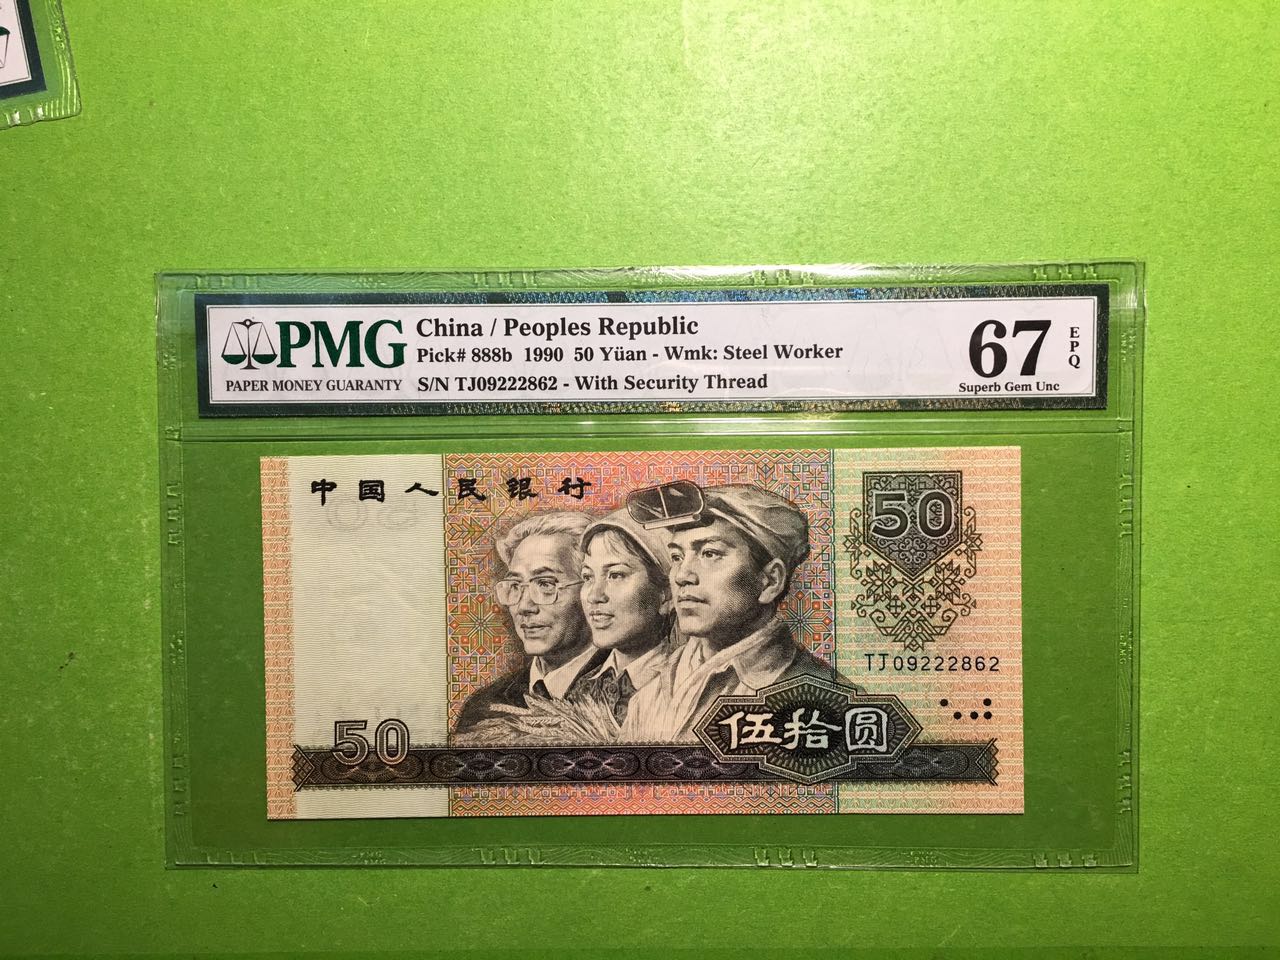 PMG
PAPER MONEY GUARANTY
China / Peoples Republic
Pick# 888b 1990 50 Yüan - Wmk: Steel Worker
S/N TJ09222862 - With Security Thread
67
EPQ
Superb Gem Unc
中国人民银行
50
TJ09222862
50
伍拾圆